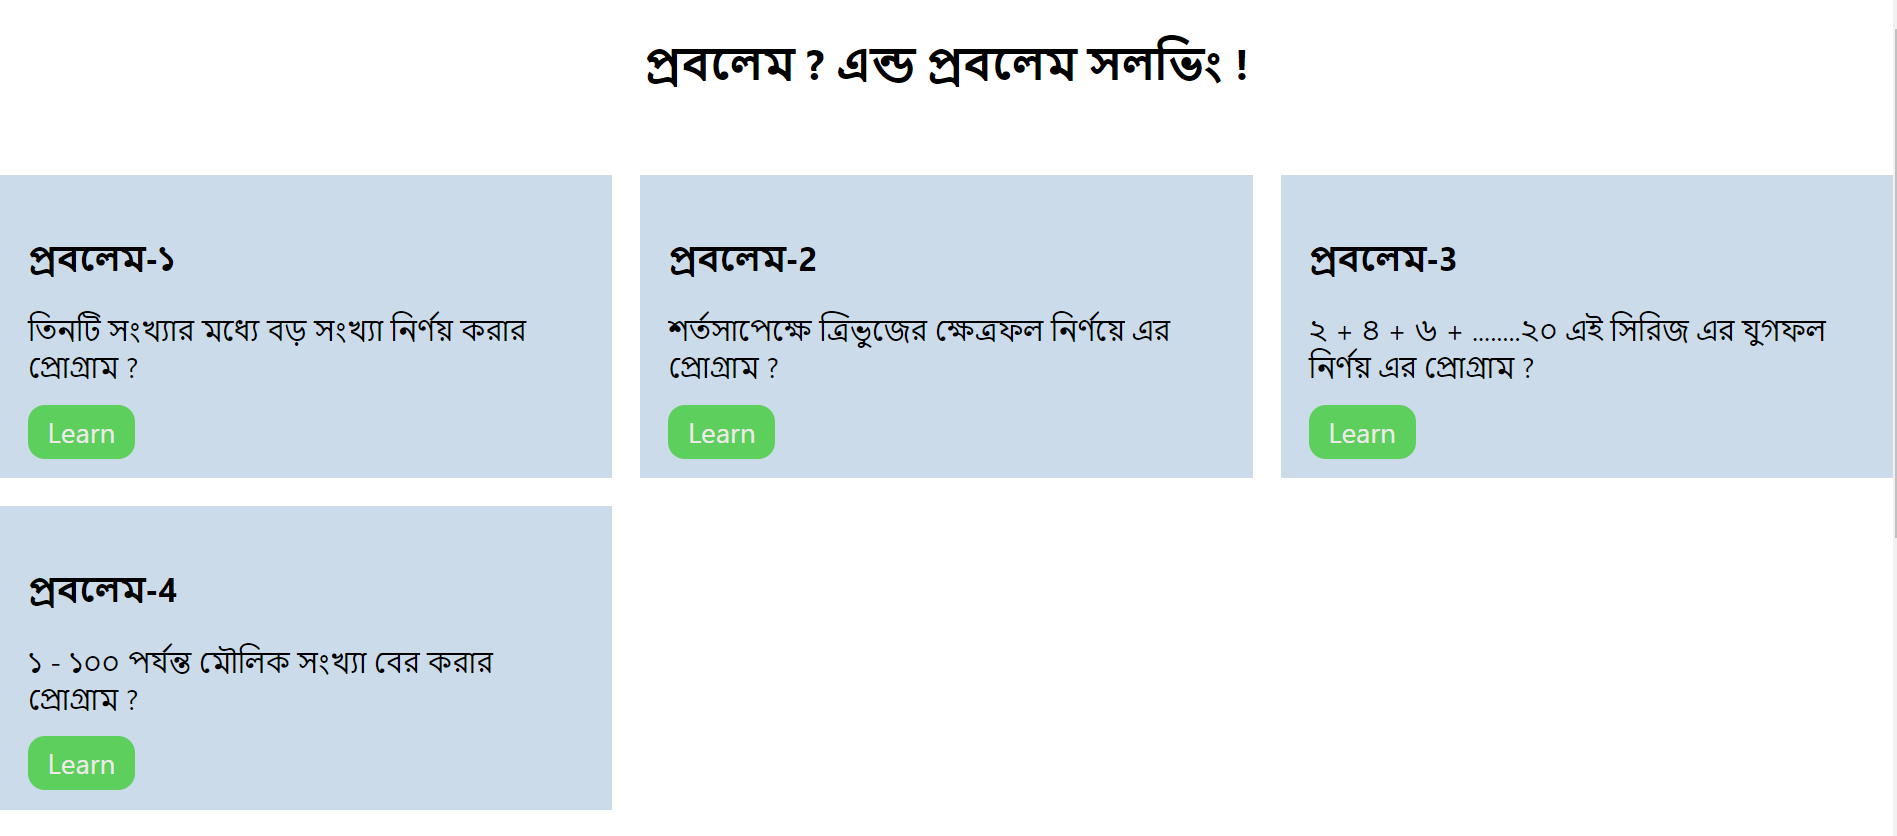 প্রবলেম ? এন্ড প্রবলেম সলভিং !
প্রবলেম-১
তিনটি সংখ্যার মধ্যে বড় সংখ্যা নির্ণয় করার
প্রোগ্রাম ?
Learn
প্রবলেম-2
শর্তসাপেক্ষে ত্রিভুজের ক্ষেত্রফল নির্ণয়ে এর
প্রোগ্রাম ?
Learn
প্রবলেম-3
২ + ৪ + ৬ + ........২০ এই সিরিজ এর যুগফল
নির্ণয় এর প্রোগ্রাম ?
Learn
প্রবলেম-4
১ - ১০০ পর্যন্ত মৌলিক সংখ্যা বের করার
প্রোগ্রাম ?
Learn